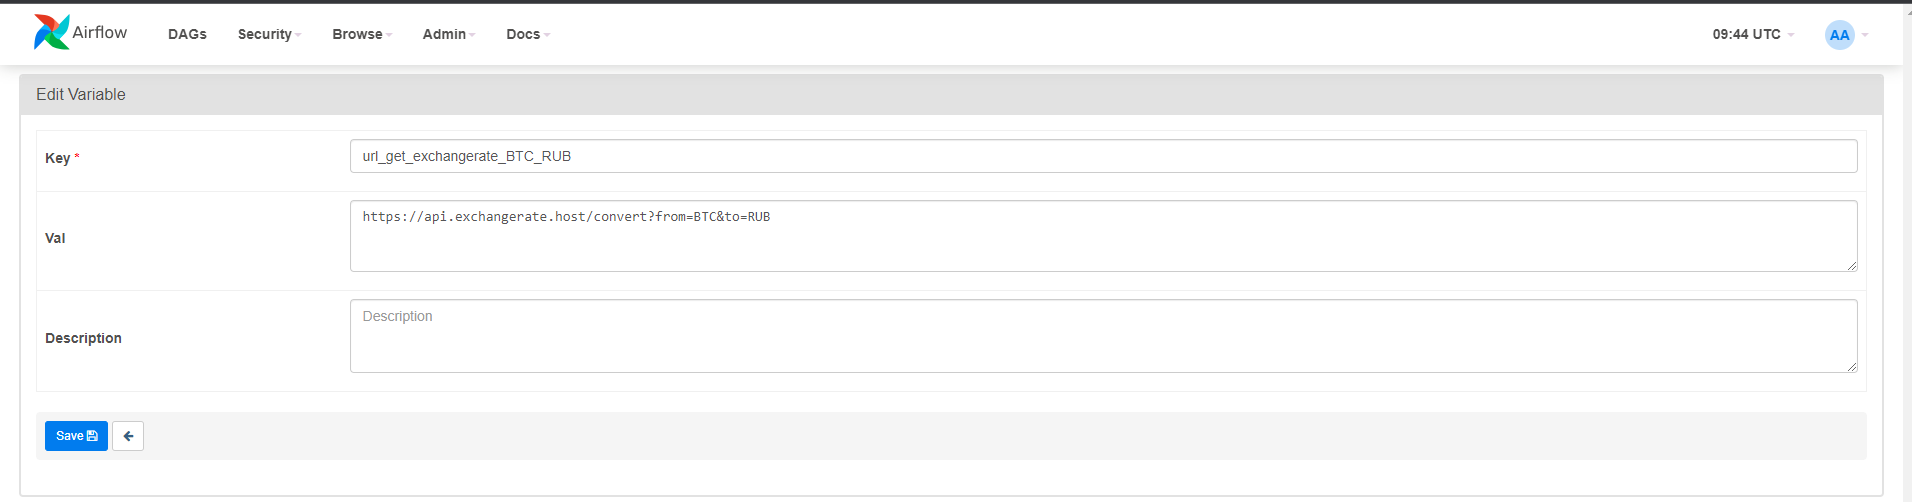 Airflow DAGs Security Browse Admin Docs 09:44 UTC AA
Edit Variable
Key * url_get_exchangerate_BTC_RUB
Val https://api.exchangerate.host/convert?from=BTC&to=RUB
Description Description
Save